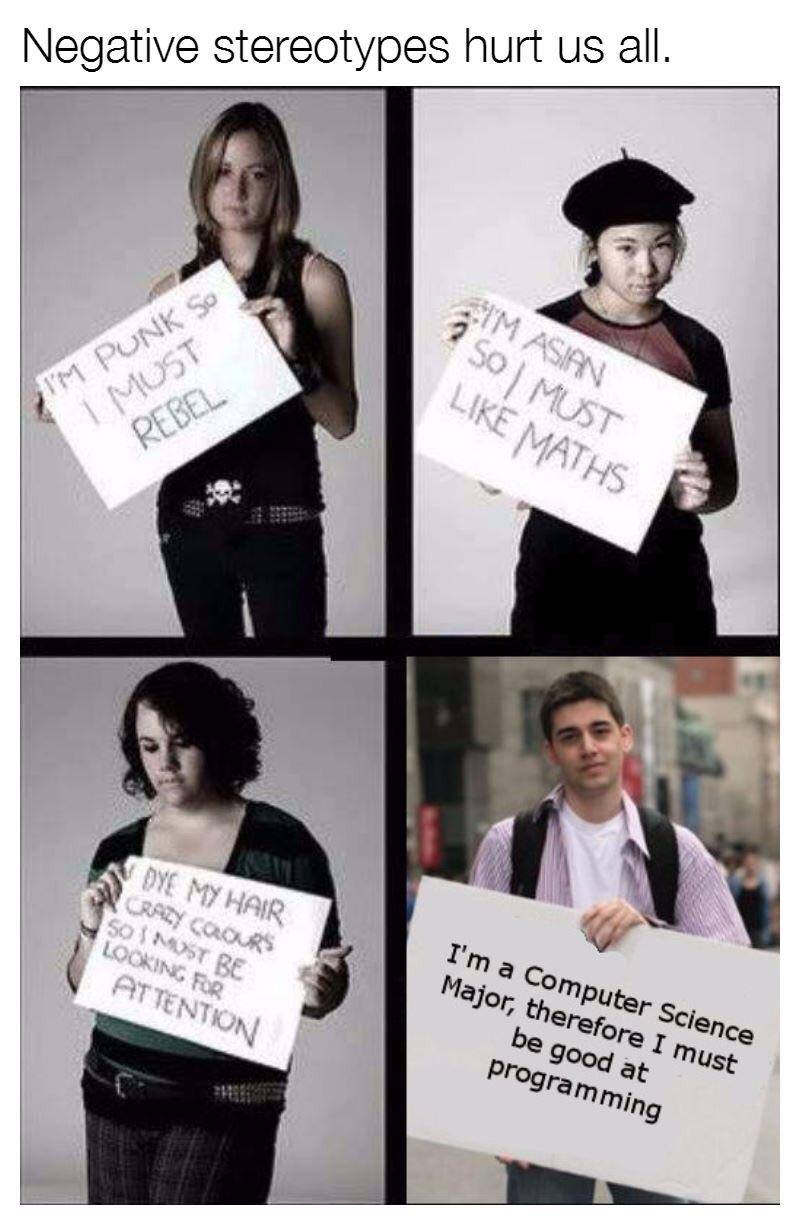 Negative stereotypes hurt us all.
I'M PUNK SO
I MUST
REBEL
I'M ASIAN
SO I MUST
LIKE MATHS
I DYE MY HAIR
CRAZY COLOURS
SO I MUST BE
LOOKING FOR
ATTENTION
I'm a Computer Science
Major, therefore I must
be good at
programming